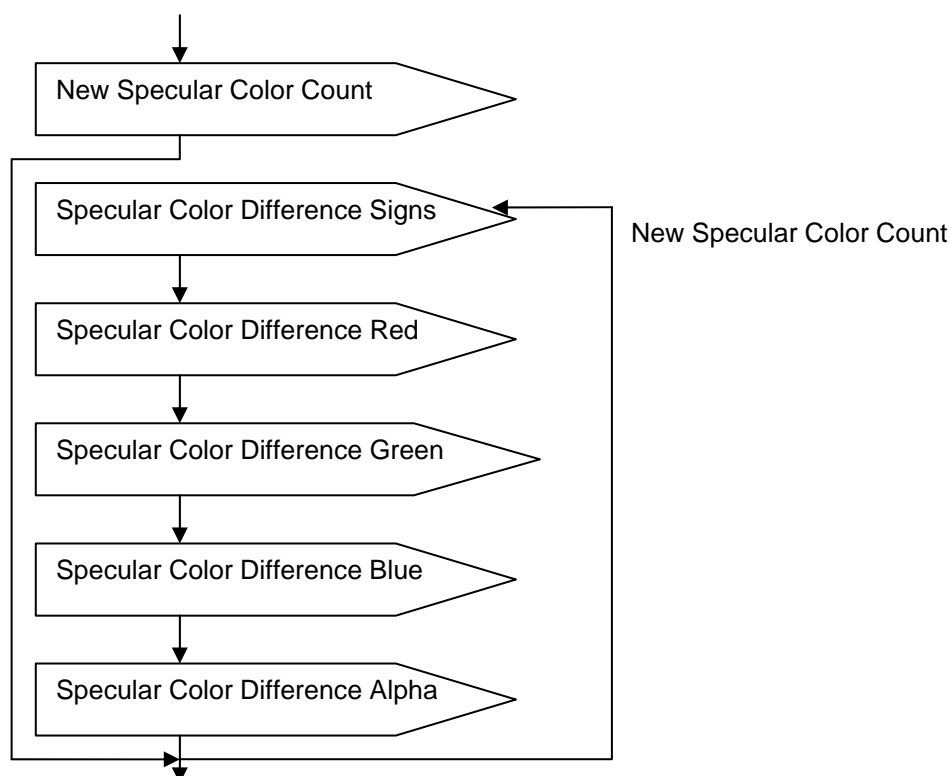 New Specular Color Count
Specular Color Difference Signs
New Specular Color Count
Specular Color Difference Red
Specular Color Difference Green
Specular Color Difference Blue
Specular Color Difference Alpha